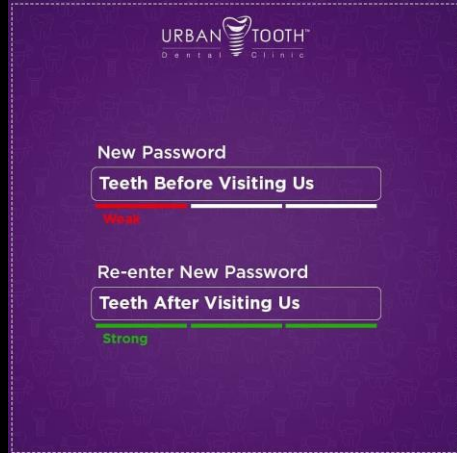 URBAN TOOTH™
Dental Clinic
New Password
Teeth Before Visiting Us
Weak
Re-enter New Password
Teeth After Visiting Us
Strong